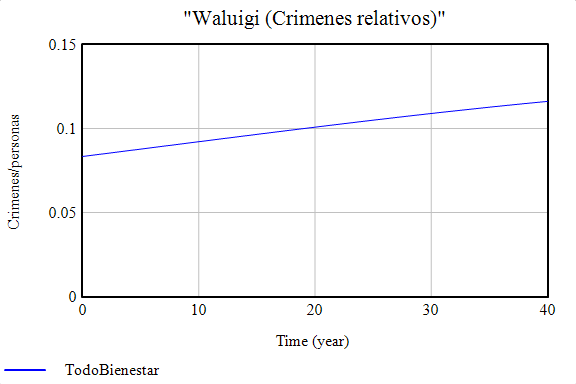 "Waluigi (Crimenes relativos)"
0.15
0.1
0.05
0
Crimenes/personas
0 10 20 30 40
Time (year)
TodoBienestar